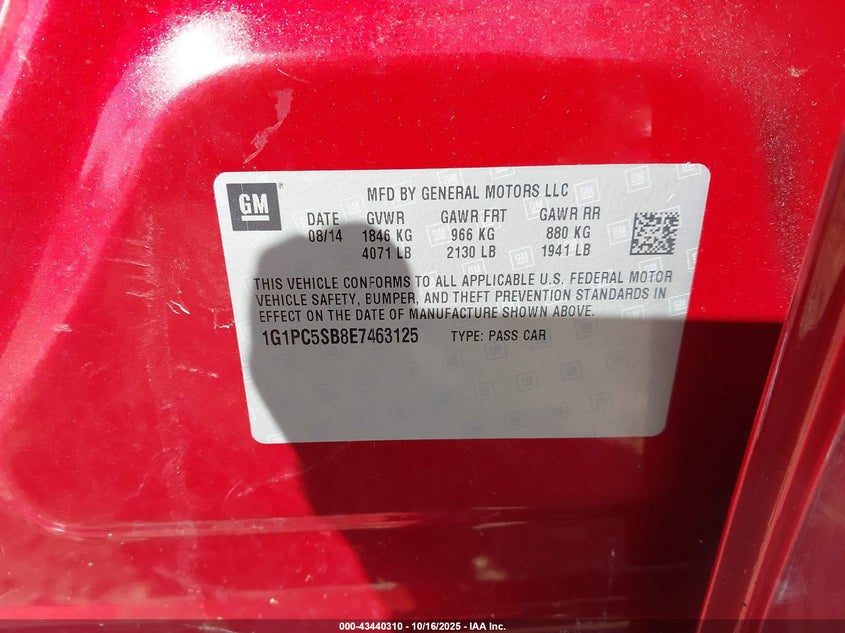 GM
MFD BY GENERAL MOTORS LLC
DATE GVWR GAWR FRT GAWR RR
08/14 1846 KG 966 KG 880 KG
4071 LB 2130 LB 1941 LB
THIS VEHICLE CONFORMS TO ALL APPLICABLE U.S. FEDERAL MOTOR
VEHICLE SAFETY, BUMPER, AND THEFT PREVENTION STANDARDS IN
EFFECT ON THE DATE OF MANUFACTURE SHOWN ABOVE.
1G1PC5SB8E7463125 TYPE: PASS CAR
000-43440310 - 10/16/2025 - IAA Inc.